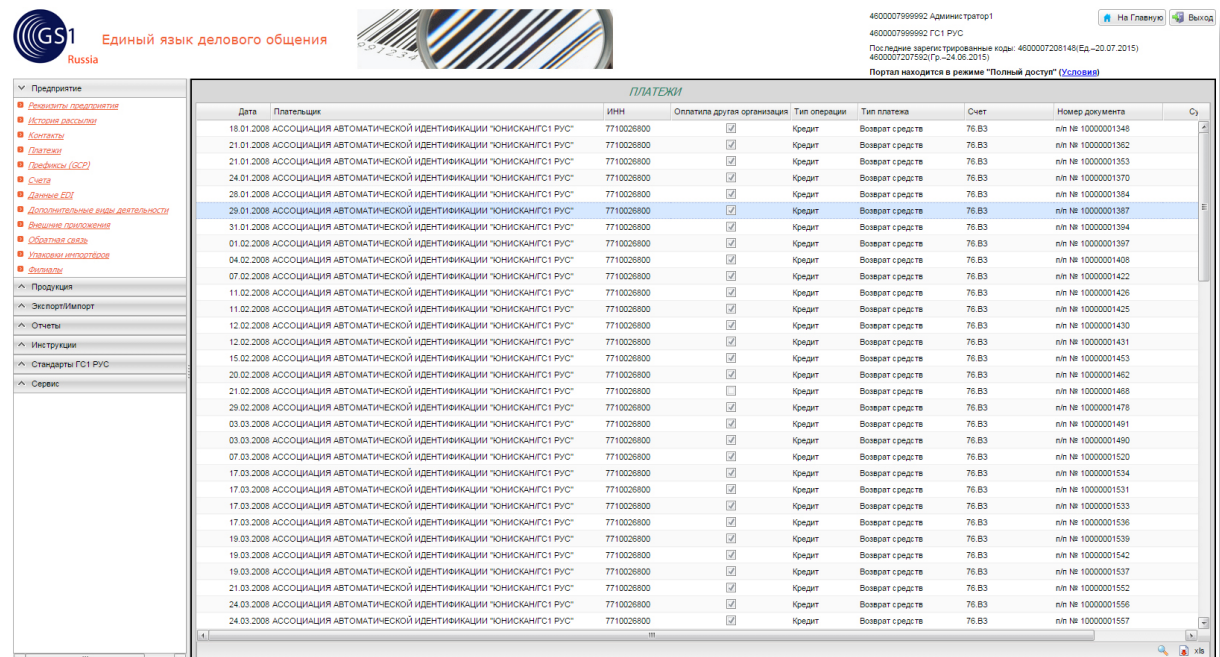 GS1
Russia
Единый язык делового общения
991234
4600007999992 Администратор1
На Главную
Выход
4600007999992 ГС1 РУС
Последние зарегистрированные коды: 4600007208148(Ед.–20.07.2015)
4600007207592(Гр.–24.06.2015)
Портал находится в режиме "Полный доступ" (Условия)
Предприятие
Реквизиты предприятия
История рассылки
Контакты
Платежи
Префиксы (GCP)
Счета
Данные EDI
Дополнительные виды деятельности
Внешние приложения
Обратная связь
Упаковки импортёров
Филиалы
Продукция
Экспорт/Импорт
Отчеты
Инструкции
Стандарты ГС1 РУС
Сервис
ПЛАТЕЖИ
Дата Плательщик ИНН Оплатила другая организация Тип операции Тип платежа Счет Номер документа Су
18.01.2008 АССОЦИАЦИЯ АВТОМАТИЧЕСКОЙ ИДЕНТИФИКАЦИИ "ЮНИСКАН/ГС1 РУС" 7710026800 Кредит Возврат средств 76.В3 п/п № 10000001348
21.01.2008 АССОЦИАЦИЯ АВТОМАТИЧЕСКОЙ ИДЕНТИФИКАЦИИ "ЮНИСКАН/ГС1 РУС" 7710026800 Кредит Возврат средств 76.В3 п/п № 10000001362
21.01.2008 АССОЦИАЦИЯ АВТОМАТИЧЕСКОЙ ИДЕНТИФИКАЦИИ "ЮНИСКАН/ГС1 РУС" 7710026800 Кредит Возврат средств 76.В3 п/п № 10000001353
24.01.2008 АССОЦИАЦИЯ АВТОМАТИЧЕСКОЙ ИДЕНТИФИКАЦИИ "ЮНИСКАН/ГС1 РУС" 7710026800 Кредит Возврат средств 76.В3 п/п № 10000001370
28.01.2008 АССОЦИАЦИЯ АВТОМАТИЧЕСКОЙ ИДЕНТИФИКАЦИИ "ЮНИСКАН/ГС1 РУС" 7710026800 Кредит Возврат средств 76.В3 п/п № 10000001384
29.01.2008 АССОЦИАЦИЯ АВТОМАТИЧЕСКОЙ ИДЕНТИФИКАЦИИ "ЮНИСКАН/ГС1 РУС" 7710026800 Кредит Возврат средств 76.В3 п/п № 10000001387
31.01.2008 АССОЦИАЦИЯ АВТОМАТИЧЕСКОЙ ИДЕНТИФИКАЦИИ "ЮНИСКАН/ГС1 РУС" 7710026800 Кредит Возврат средств 76.В3 п/п № 10000001394
01.02.2008 АССОЦИАЦИЯ АВТОМАТИЧЕСКОЙ ИДЕНТИФИКАЦИИ "ЮНИСКАН/ГС1 РУС" 7710026800 Кредит Возврат средств 76.В3 п/п № 10000001397
04.02.2008 АССОЦИАЦИЯ АВТОМАТИЧЕСКОЙ ИДЕНТИФИКАЦИИ "ЮНИСКАН/ГС1 РУС" 7710026800 Кредит Возврат средств 76.В3 п/п № 10000001408
07.02.2008 АССОЦИАЦИЯ АВТОМАТИЧЕСКОЙ ИДЕНТИФИКАЦИИ "ЮНИСКАН/ГС1 РУС" 7710026800 Кредит Возврат средств 76.В3 п/п № 10000001422
11.02.2008 АССОЦИАЦИЯ АВТОМАТИЧЕСКОЙ ИДЕНТИФИКАЦИИ "ЮНИСКАН/ГС1 РУС" 7710026800 Кредит Возврат средств 76.В3 п/п № 10000001426
11.02.2008 АССОЦИАЦИЯ АВТОМАТИЧЕСКОЙ ИДЕНТИФИКАЦИИ "ЮНИСКАН/ГС1 РУС" 7710026800 Кредит Возврат средств 76.В3 п/п № 10000001425
12.02.2008 АССОЦИАЦИЯ АВТОМАТИЧЕСКОЙ ИДЕНТИФИКАЦИИ "ЮНИСКАН/ГС1 РУС" 7710026800 Кредит Возврат средств 76.В3 п/п № 10000001430
12.02.2008 АССОЦИАЦИЯ АВТОМАТИЧЕСКОЙ ИДЕНТИФИКАЦИИ "ЮНИСКАН/ГС1 РУС" 7710026800 Кредит Возврат средств 76.В3 п/п № 10000001431
15.02.2008 АССОЦИАЦИЯ АВТОМАТИЧЕСКОЙ ИДЕНТИФИКАЦИИ "ЮНИСКАН/ГС1 РУС" 7710026800 Кредит Возврат средств 76.В3 п/п № 10000001453
20.02.2008 АССОЦИАЦИЯ АВТОМАТИЧЕСКОЙ ИДЕНТИФИКАЦИИ "ЮНИСКАН/ГС1 РУС" 7710026800 Кредит Возврат средств 76.В3 п/п № 10000001462
21.02.2008 АССОЦИАЦИЯ АВТОМАТИЧЕСКОЙ ИДЕНТИФИКАЦИИ "ЮНИСКАН/ГС1 РУС" 7710026800 Кредит Возврат средств 76.В3 п/п № 10000001468
29.02.2008 АССОЦИАЦИЯ АВТОМАТИЧЕСКОЙ ИДЕНТИФИКАЦИИ "ЮНИСКАН/ГС1 РУС" 7710026800 Кредит Возврат средств 76.В3 п/п № 10000001478
03.03.2008 АССОЦИАЦИЯ АВТОМАТИЧЕСКОЙ ИДЕНТИФИКАЦИИ "ЮНИСКАН/ГС1 РУС" 7710026800 Кредит Возврат средств 76.В3 п/п № 10000001491
03.03.2008 АССОЦИАЦИЯ АВТОМАТИЧЕСКОЙ ИДЕНТИФИКАЦИИ "ЮНИСКАН/ГС1 РУС" 7710026800 Кредит Возврат средств 76.В3 п/п № 10000001490
07.03.2008 АССОЦИАЦИЯ АВТОМАТИЧЕСКОЙ ИДЕНТИФИКАЦИИ "ЮНИСКАН/ГС1 РУС" 7710026800 Кредит Возврат средств 76.В3 п/п № 10000001520
17.03.2008 АССОЦИАЦИЯ АВТОМАТИЧЕСКОЙ ИДЕНТИФИКАЦИИ "ЮНИСКАН/ГС1 РУС" 7710026800 Кредит Возврат средств 76.В3 п/п № 10000001534
17.03.2008 АССОЦИАЦИЯ АВТОМАТИЧЕСКОЙ ИДЕНТИФИКАЦИИ "ЮНИСКАН/ГС1 РУС" 7710026800 Кредит Возврат средств 76.В3 п/п № 10000001531
17.03.2008 АССОЦИАЦИЯ АВТОМАТИЧЕСКОЙ ИДЕНТИФИКАЦИИ "ЮНИСКАН/ГС1 РУС" 7710026800 Кредит Возврат средств 76.В3 п/п № 10000001533
17.03.2008 АССОЦИАЦИЯ АВТОМАТИЧЕСКОЙ ИДЕНТИФИКАЦИИ "ЮНИСКАН/ГС1 РУС" 7710026800 Кредит Возврат средств 76.В3 п/п № 10000001536
19.03.2008 АССОЦИАЦИЯ АВТОМАТИЧЕСКОЙ ИДЕНТИФИКАЦИИ "ЮНИСКАН/ГС1 РУС" 7710026800 Кредит Возврат средств 76.В3 п/п № 10000001539
19.03.2008 АССОЦИАЦИЯ АВТОМАТИЧЕСКОЙ ИДЕНТИФИКАЦИИ "ЮНИСКАН/ГС1 РУС" 7710026800 Кредит Возврат средств 76.В3 п/п № 10000001542
19.03.2008 АССОЦИАЦИЯ АВТОМАТИЧЕСКОЙ ИДЕНТИФИКАЦИИ "ЮНИСКАН/ГС1 РУС" 7710026800 Кредит Возврат средств 76.В3 п/п № 10000001537
21.03.2008 АССОЦИАЦИЯ АВТОМАТИЧЕСКОЙ ИДЕНТИФИКАЦИИ "ЮНИСКАН/ГС1 РУС" 7710026800 Кредит Возврат средств 76.В3 п/п № 10000001552
24.03.2008 АССОЦИАЦИЯ АВТОМАТИЧЕСКОЙ ИДЕНТИФИКАЦИИ "ЮНИСКАН/ГС1 РУС" 7710026800 Кредит Возврат средств 76.В3 п/п № 10000001556
24.03.2008 АССОЦИАЦИЯ АВТОМАТИЧЕСКОЙ ИДЕНТИФИКАЦИИ "ЮНИСКАН/ГС1 РУС" 7710026800 Кредит Возврат средств 76.В3 п/п № 10000001557
xls